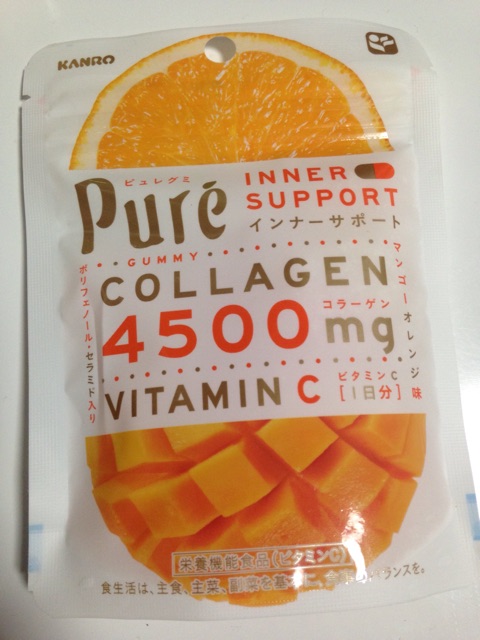 KANRO
ピュレグミ
Puré
GUMMY
INNER
SUPPORT
インナーサポート
COLLAGEN
4500mg
コラーゲン
VITAMIN C
ビタミンC
[1日分]
マンゴーオレンジ味
ポリフェノール・セラミド入り
栄養機能食品(ビタミンC)
食生活は、主食、主菜、副菜を基本に、食事のバランスを。